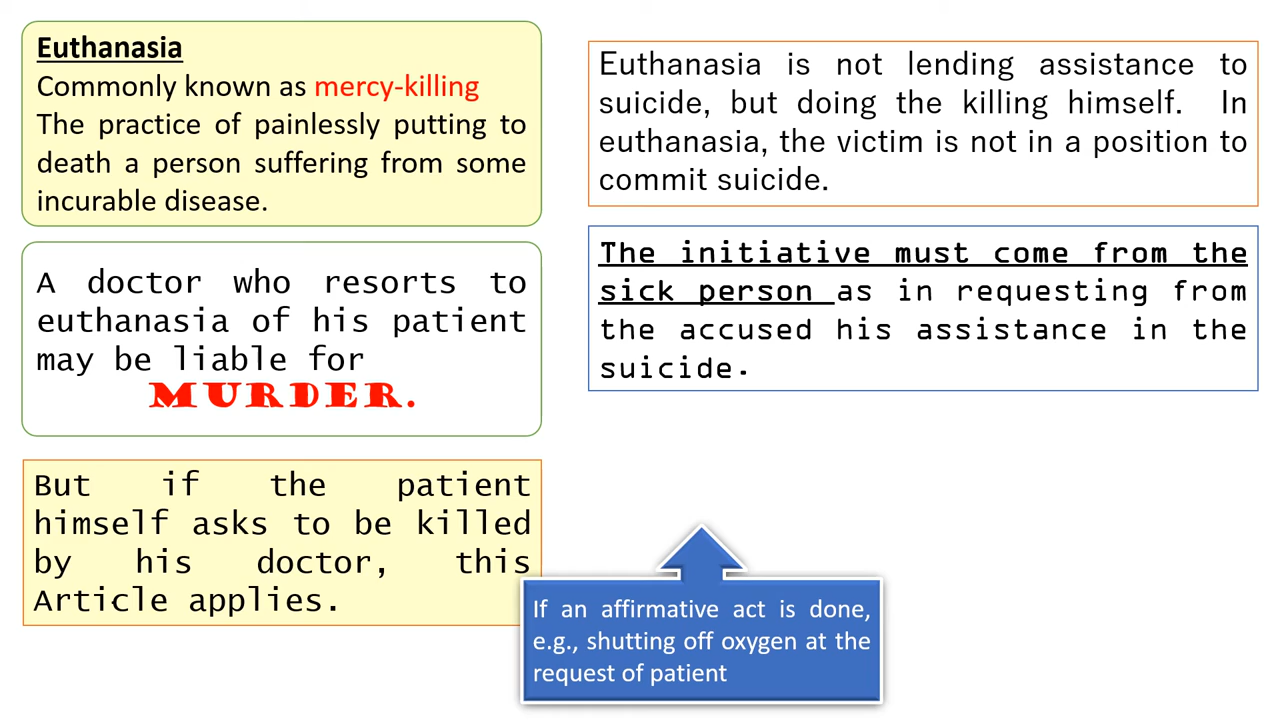 Euthanasia
Commonly known as mercy-killing
The practice of painlessly putting to
death a person suffering from some
incurable disease.
A doctor who resorts to
euthanasia of his patient
may be liable for
MURDER.
But if the patient
himself asks to be killed
by his doctor, this
Article applies.
Euthanasia is not lending assistance to
suicide, but doing the killing himself. In
euthanasia, the victim is not in a position to
commit suicide.
The initiative must come from the
sick person as in requesting from
the accused his assistance in the
suicide.
If an affirmative act is done,
e.g., shutting off oxygen at the
request of patient